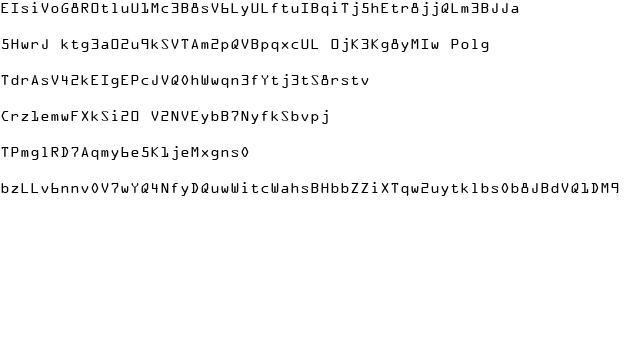 EIsiVoG8ROtluU1Mc3B8sV6LyULftuIBqiTj5hEtr8jjQLm3BJJa
5HwrJ ktg3aO2u9kSVTAm2pQVBpqxcUL OjK3Kg8yMIw Polg
TdrAsV42kEIgEPcJVQ0hWwqn3fYtj3tS8rstv
Crz1emwFXkSi2O V2NVEybB7NyfkSbvpj
TPmglRD7Aqmy6e5K1jeMxgns0
bzLLv6nnv0V7wYQ4NfyDQuwWitcWahsBHbbZZiXTqw2uytklbs0b8JBdVQ1DM9